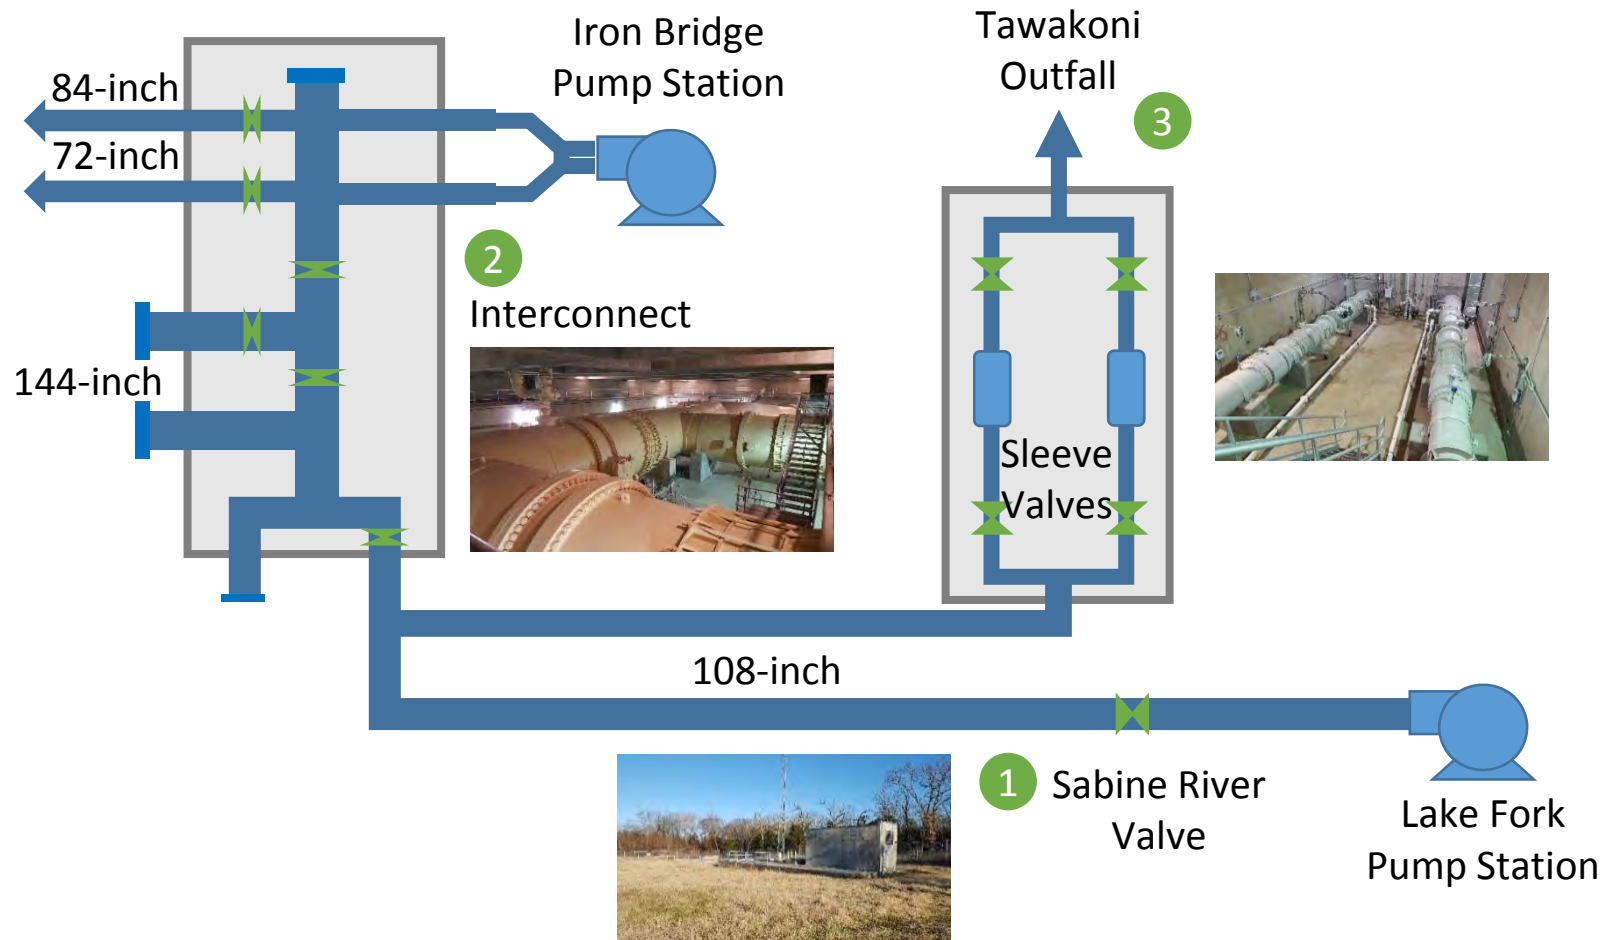 Iron Bridge
Pump Station
Tawakoni
Outfall
84-inch
3
72-inch
2
Interconnect
144-inch
Sleeve
Valves
108-inch
1
Sabine River
Valve
Lake Fork
Pump Station